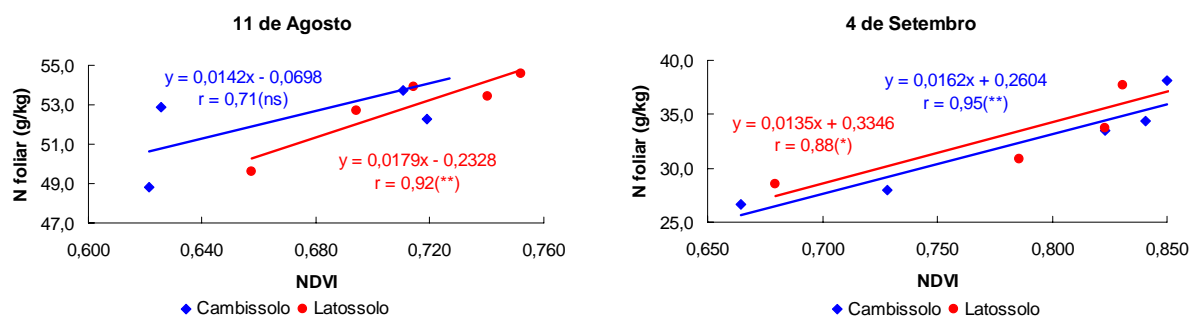 11 de Agosto
N foliar (g/kg)
55,0
53,0
51,0
49,0
47,0
y = 0,0142x - 0,0698
r = 0,71(ns)
y = 0,0179x - 0,2328
r = 0,92(**)
0,600 0,640 0,680 0,720 0,760
NDVI
Cambissolo Latossolo
4 de Setembro
N foliar (g/kg)
40,0
35,0
30,0
25,0
y = 0,0162x + 0,2604
r = 0,95(**)
y = 0,0135x + 0,3346
r = 0,88(*)
0,650 0,700 0,750 0,800 0,850
NDVI
Cambissolo Latossolo